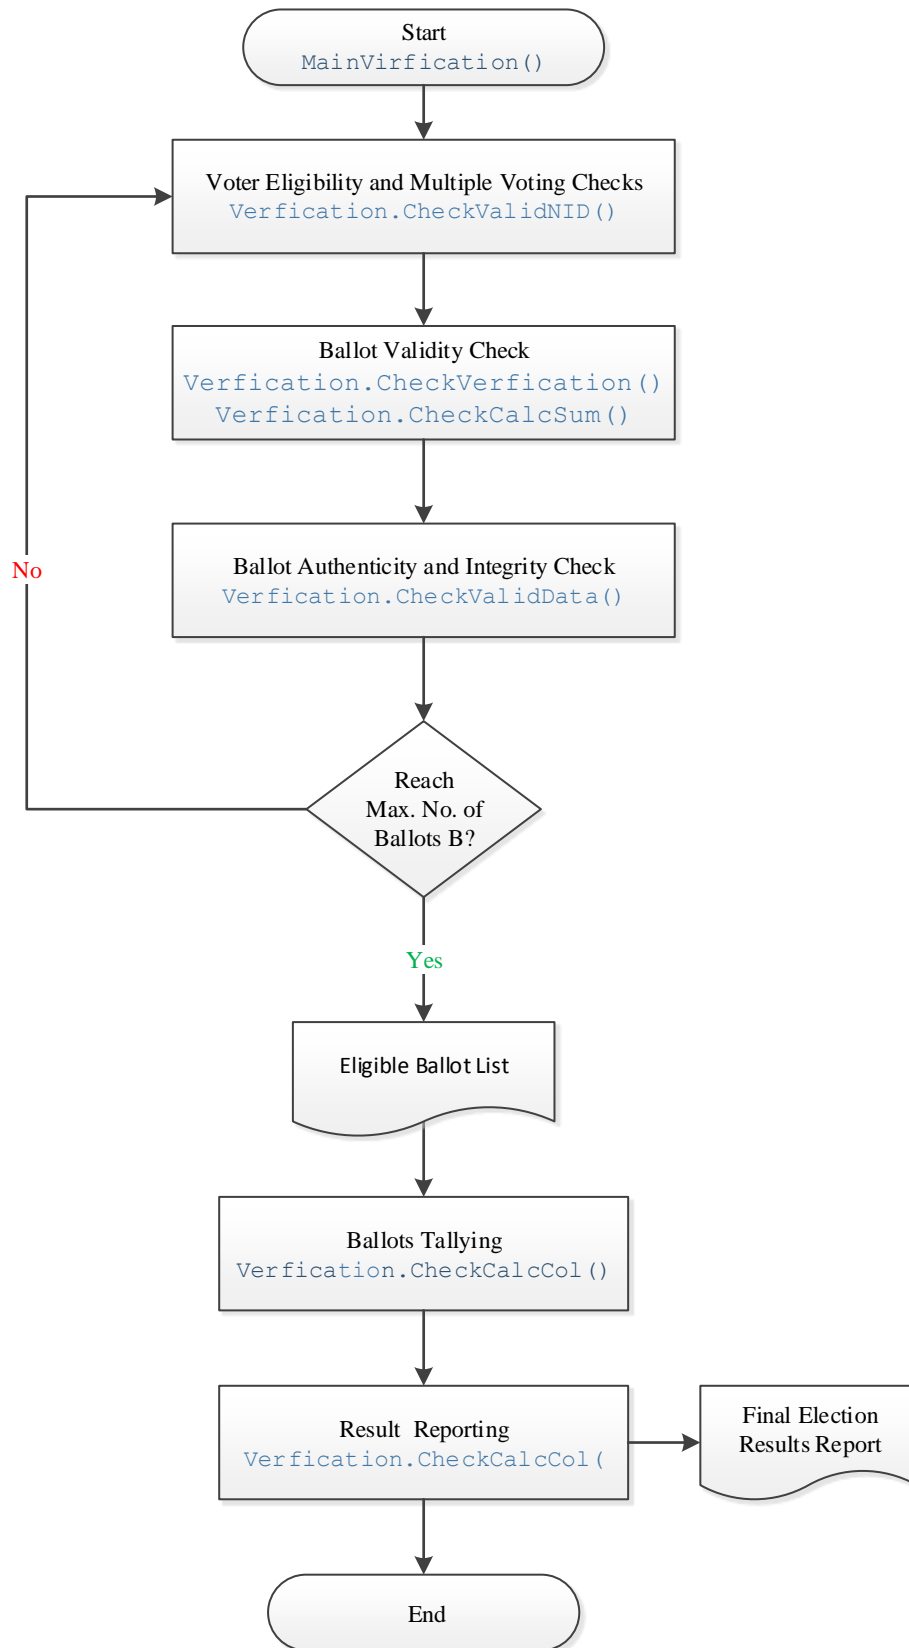 Start
MainVirfication()
Voter Eligibility and Multiple Voting Checks
Verfication.CheckValidNID()
Ballot Validity Check
Verfication.CheckVerfication()
Verfication.CheckCalcSum()
Ballot Authenticity and Integrity Check
Verfication.CheckValidData()
No
Reach
Max. No. of
Ballots B?
Yes
Eligible Ballot List
Ballots Tallying
Verfication.CheckCalcCol()
Result Reporting
Verfication.CheckCalcCol(
Final Election
Results Report
End